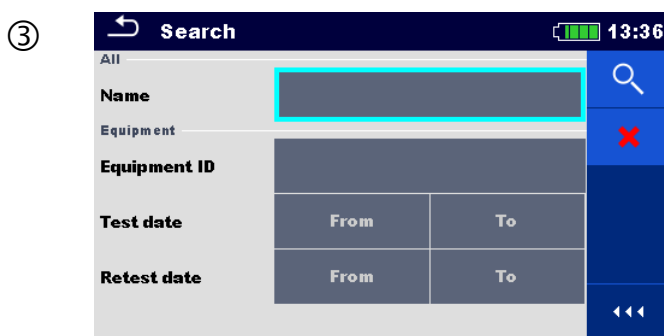 ③
Search 13:36
All
Name
Equipment
Equipment ID
Test date From To
Retest date From To